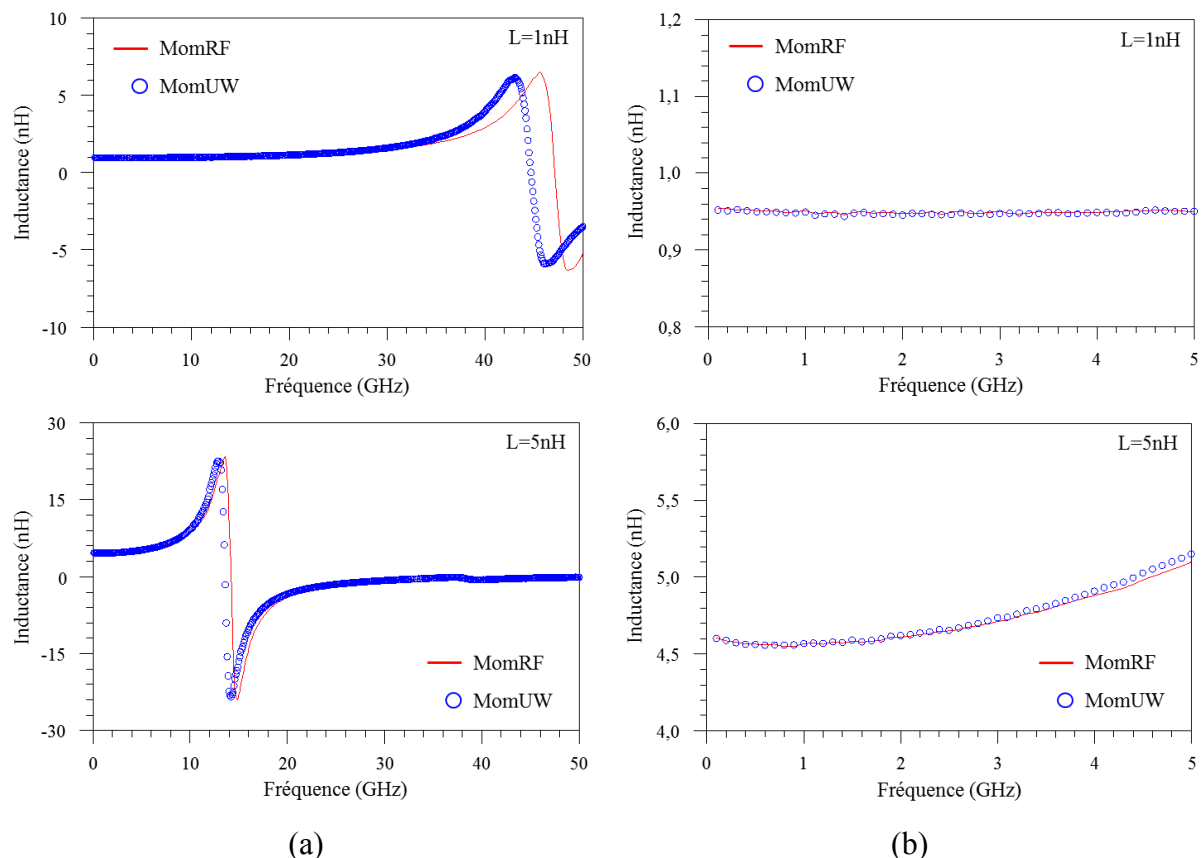 10
5
0
-5
-10
Inductance (nH)
MomRF
MomUW
L=1nH
0 10 20 30 40 50
Fréquence (GHz)
1,2
1,1
1,0
0,9
0,8
Inductance (nH)
MomRF
MomUW
L=1nH
0 1 2 3 4 5
Fréquence (GHz)
30
15
0
-15
-30
Inductance (nH)
L=5nH
MomRF
MomUW
0 10 20 30 40 50
Fréquence (GHz)
6,0
5,5
5,0
4,5
4,0
Inductance (nH)
L=5nH
MomRF
MomUW
0 1 2 3 4 5
Fréquence (GHz)
(a) (b)